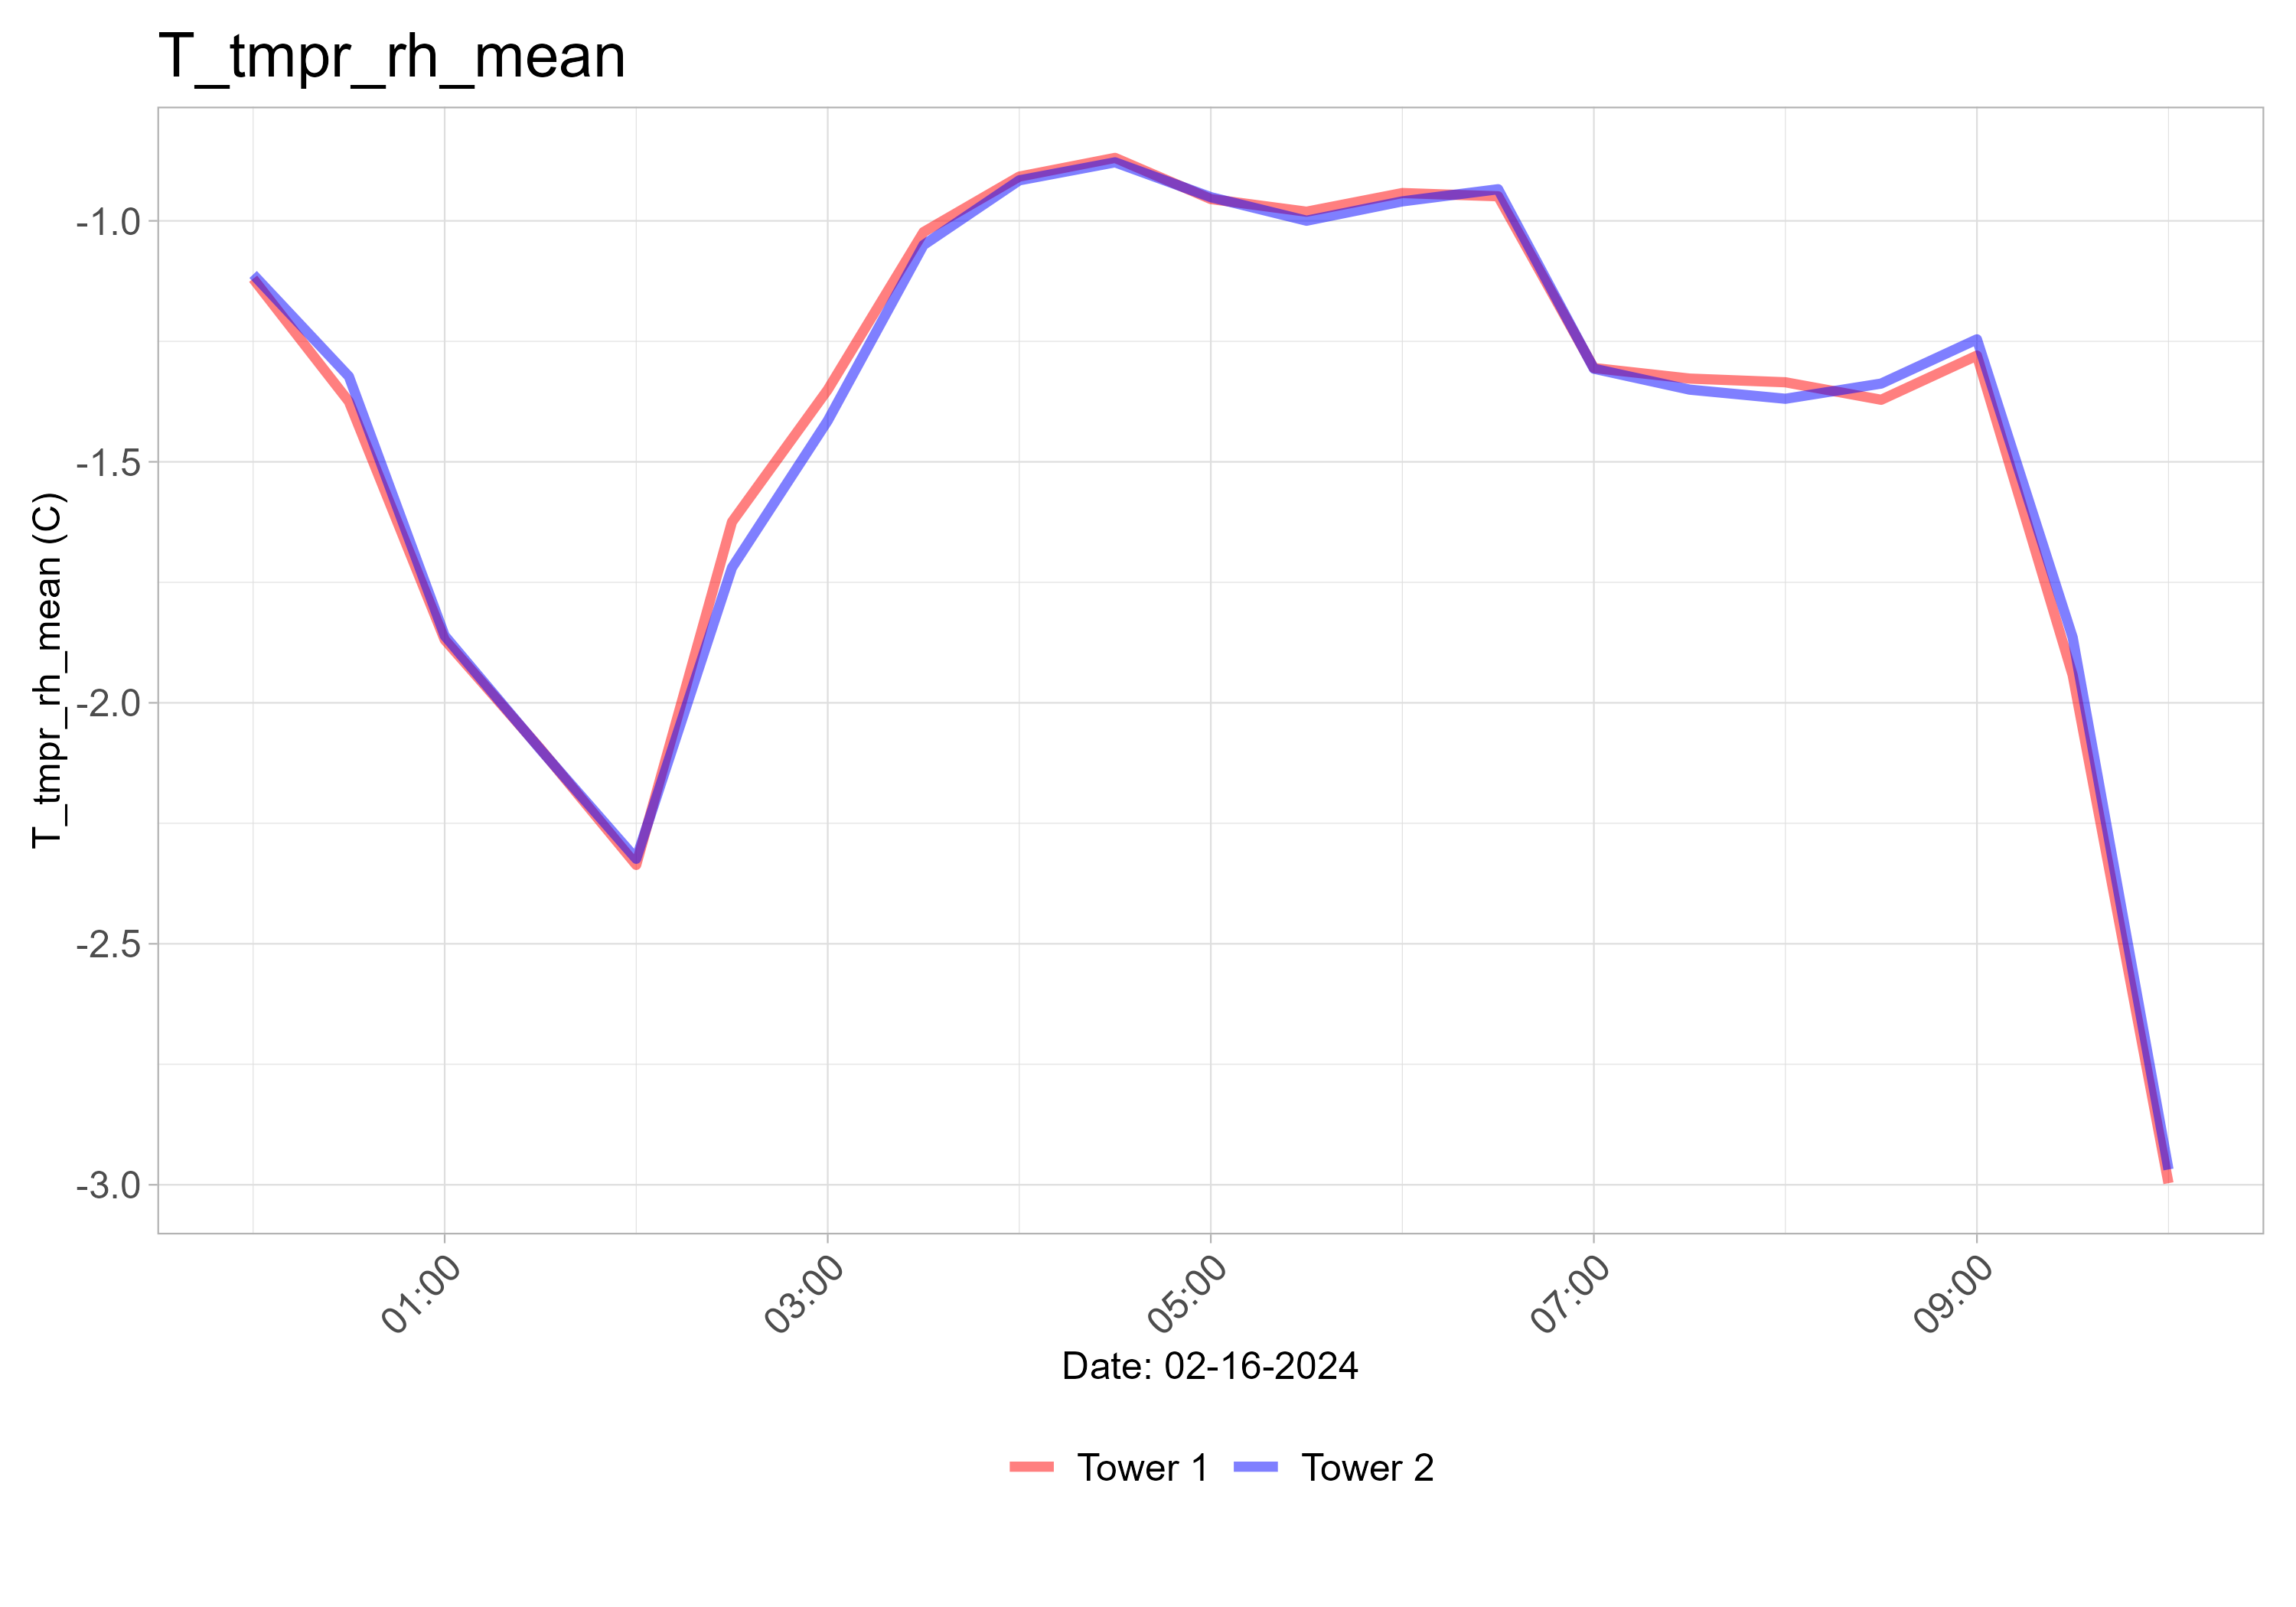 T_tmpr_rh_mean
T_tmpr_rh_mean (C)
-1.0
-1.5
-2.0
-2.5
-3.0
01:00 03:00 05:00 07:00 09:00
Date: 02-16-2024
Tower 1 Tower 2